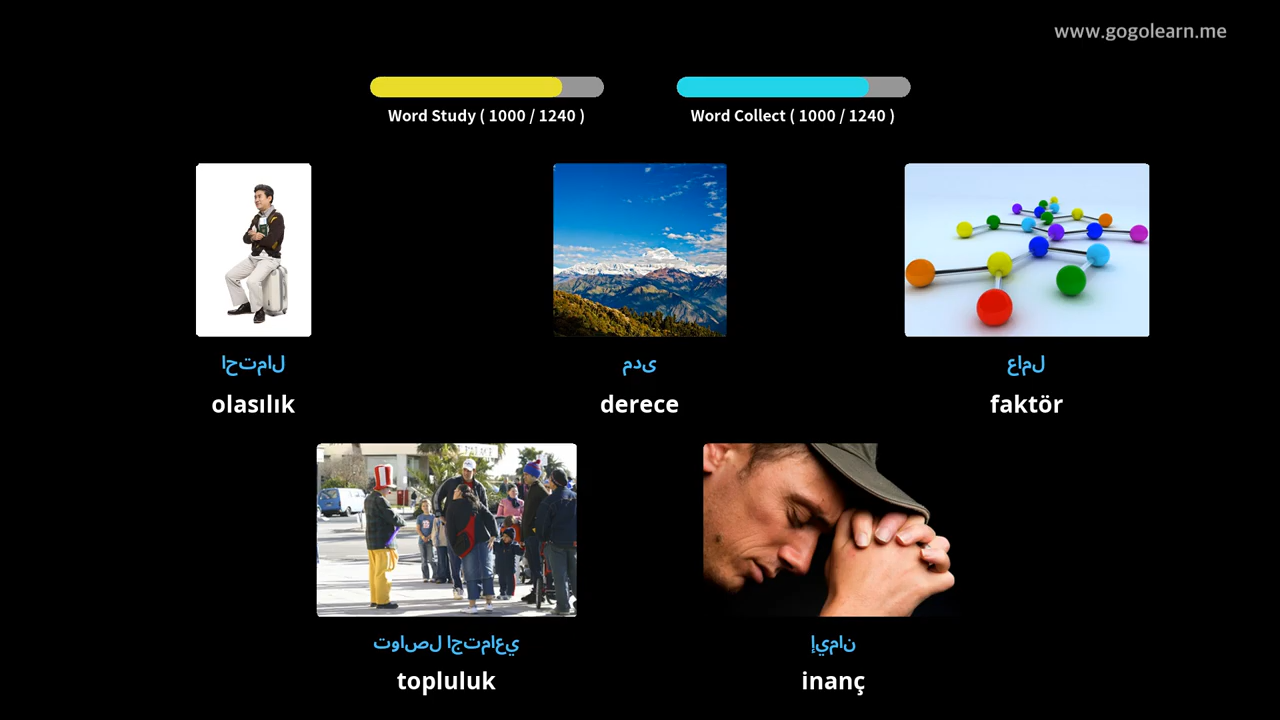 www.gogolearn.me
Word Study ( 1000 / 1240 )
Word Collect ( 1000 / 1240 )
احتمال
olasılık
مدى
derece
عامل
faktör
تواصل اجتماعي
topluluk
إيمان
inanç